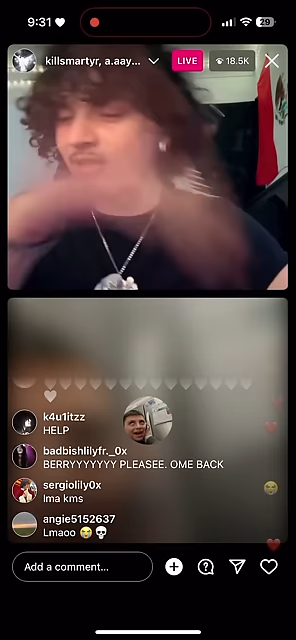 9:31
29
killsmartyr, a.aay...
LIVE
18.5K
k4u1itzz
HELP
badbishlilyfr._0x
BERRYYYYYYY PLEASEE. OME BACK
sergiolily0x
lma kms
angie5152637
Lmaoo 😭💀
Add a comment...